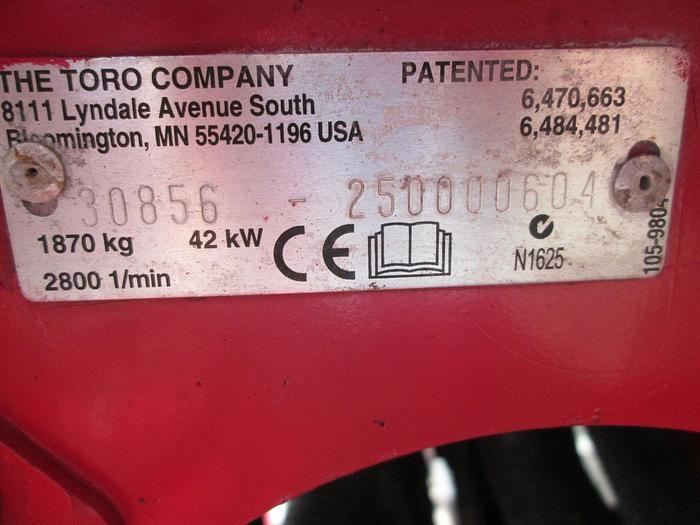 THE TORO COMPANY PATENTED:
8111 Lyndale Avenue South 6,470,663
Bloomington, MN 55420-1196 USA 6,484,481
30856 - 250000604
1870 kg 42 kW CE N1625
2800 1/min
105-9804